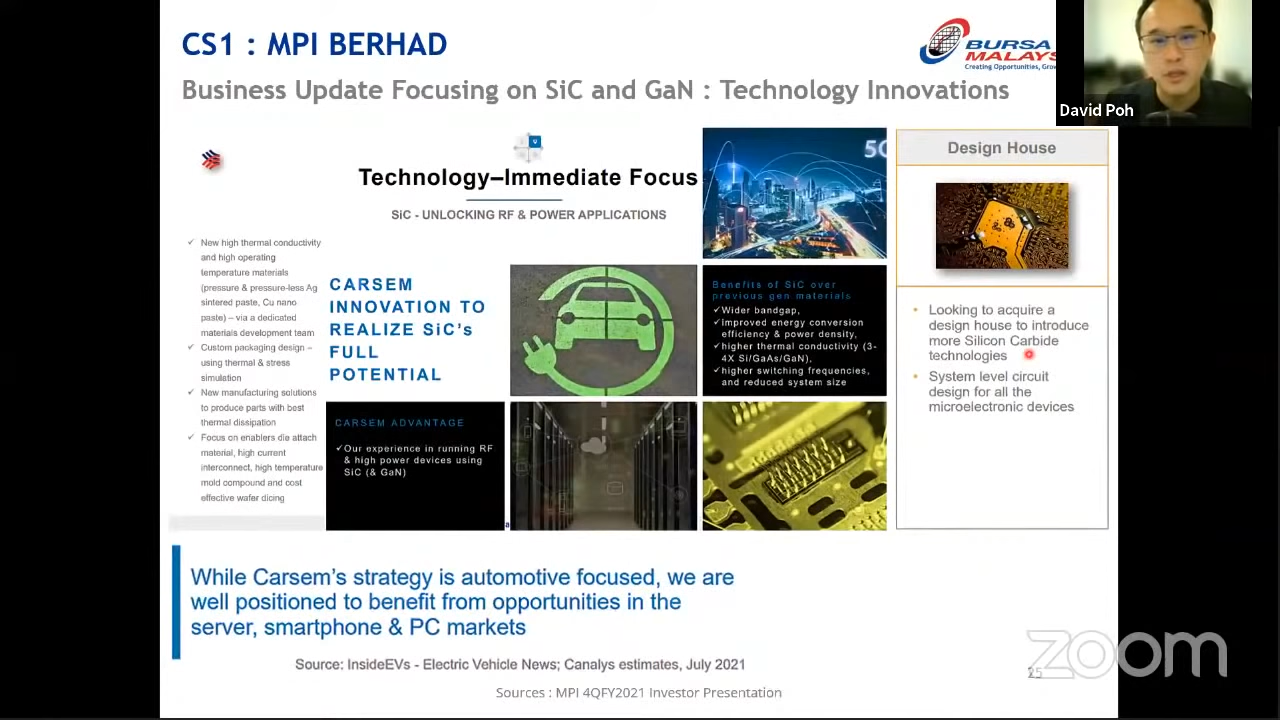 CS1 : MPI BERHAD
BURSA
MALAYS
Creating Opportunities, Grow
Business Update Focusing on SiC and GaN : Technology Innovations
David Poh
Technology–Immediate Focus
SiC - UNLOCKING RF & POWER APPLICATIONS
✓ New high thermal conductivity
and high operating
temperature materials
(pressure & pressure-less Ag
sintered paste, Cu nano
paste) – via a dedicated
materials development team
✓ Custom packaging design –
using thermal & stress
simulation
✓ New manufacturing solutions
to produce parts with best
thermal dissipation
✓ Focus on enablers die attach
material, high current
interconnect, high temperature
mold compound and cost
effective wafer dicing
CARSEM
INNOVATION TO
REALIZE SiC's
FULL
POTENTIAL
CARSEM ADVANTAGE
✓Our experience in running RF
& high power devices using
SiC (& GaN)
5G
Benefits of SiC over
previous gen materials
✓Wider bandgap,
✓improved energy conversion
efficiency & power density,
✓higher thermal conductivity (3-
4X Si/GaAs/GaN),
✓higher switching frequencies,
and reduced system size
Design House
• Looking to acquire a
design house to introduce
more Silicon Carbide
technologies
• System level circuit
design for all the
microelectronic devices
While Carsem's strategy is automotive focused, we are
well positioned to benefit from opportunities in the
server, smartphone & PC markets
Source: InsideEVs - Electric Vehicle News; Canalys estimates, July 2021
Sources : MPI 4QFY2021 Investor Presentation
25
zoom